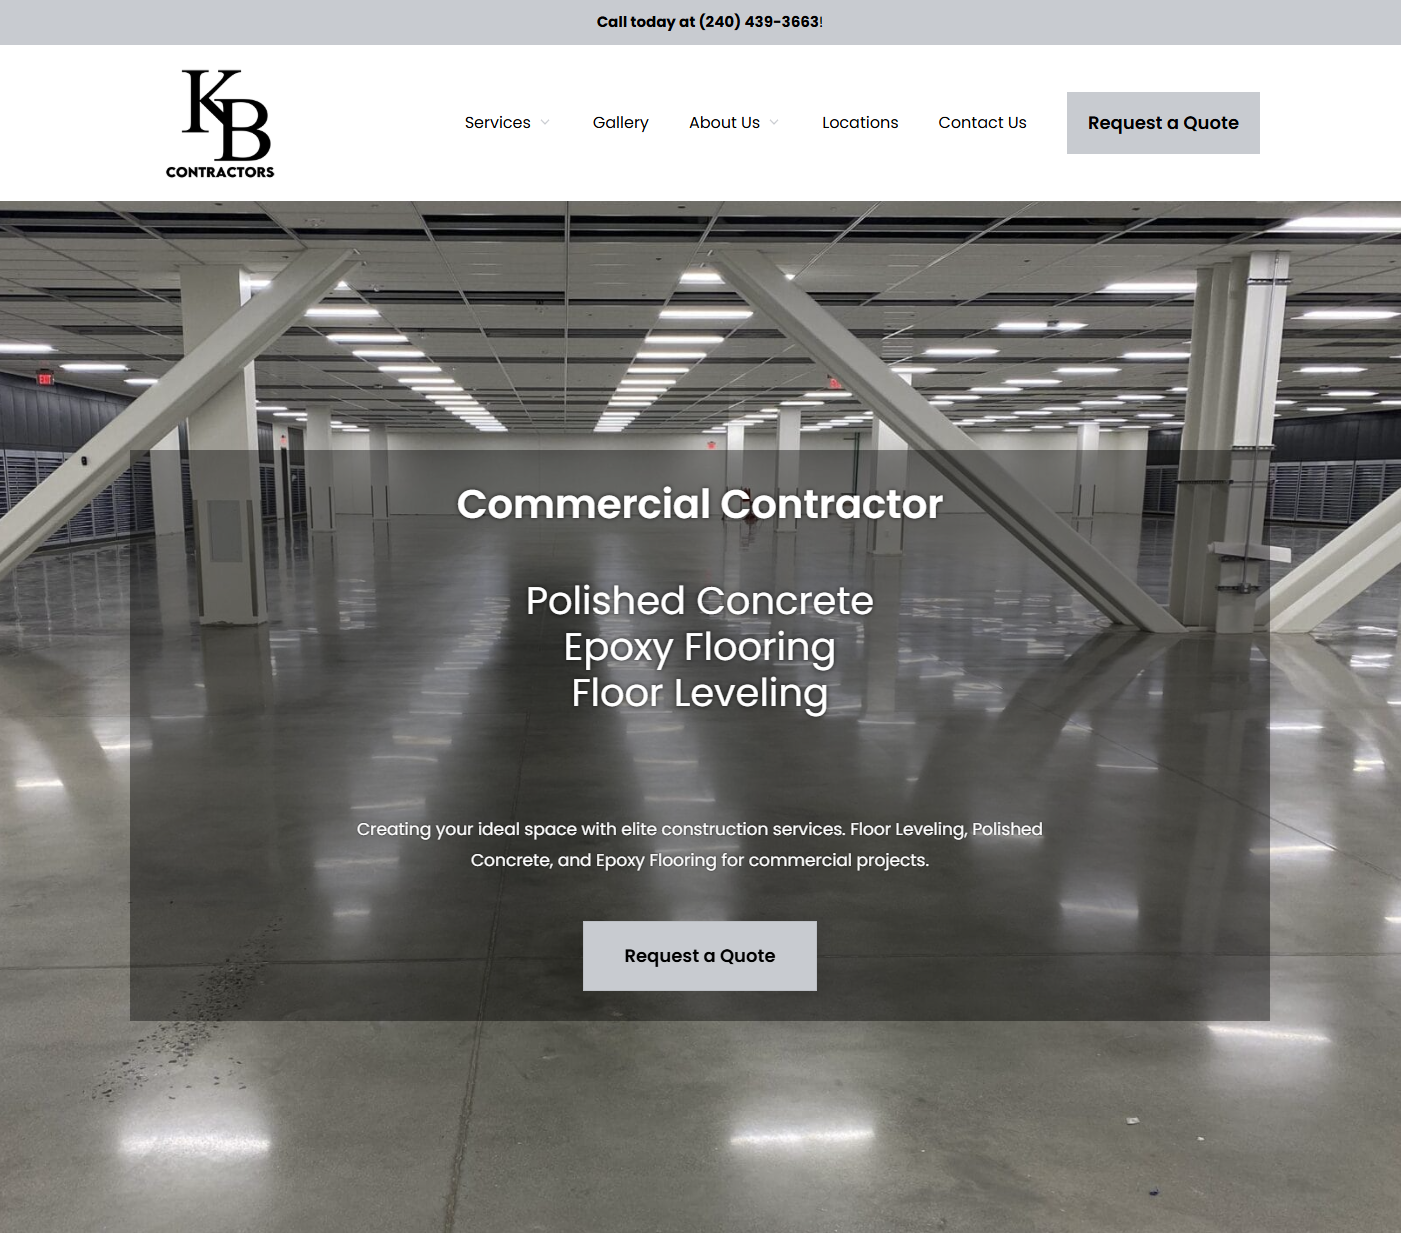 Call today at (240) 439-3663!
KB
CONTRACTORS
Services
Gallery
About Us
Locations
Contact Us
Request a Quote
Commercial Contractor
Polished Concrete
Epoxy Flooring
Floor Leveling
Creating your ideal space with elite construction services. Floor Leveling, Polished
Concrete, and Epoxy Flooring for commercial projects.
Request a Quote